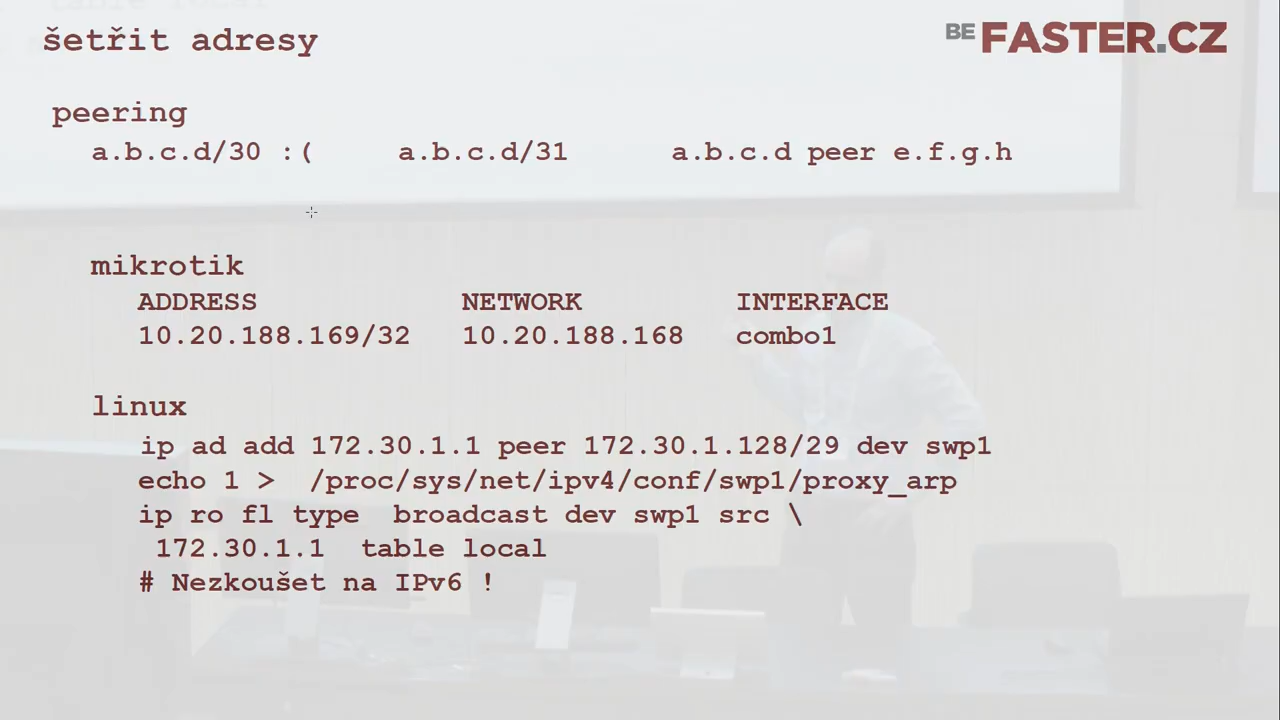 šetřit adresy
BE FASTER.CZ
peering
a.b.c.d/30 :( a.b.c.d/31 a.b.c.d peer e.f.g.h
mikrotik
ADDRESS NETWORK INTERFACE
10.20.188.169/32 10.20.188.168 combo1
linux
ip ad add 172.30.1.1 peer 172.30.1.128/29 dev swp1
echo 1 > /proc/sys/net/ipv4/conf/swp1/proxy_arp
ip ro fl type broadcast dev swp1 src \
172.30.1.1 table local
# Nezkoušet na IPv6 !